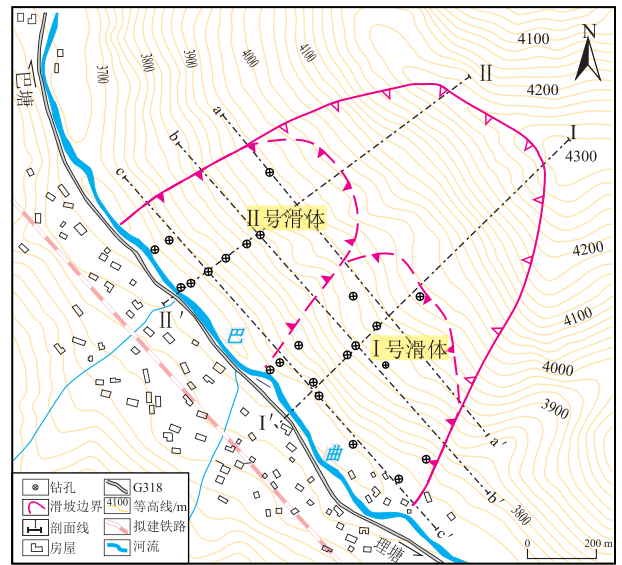 N
4100
4200
4300
4200
4100
4000
3900
3800
3700
3800
3900
4000
4100
II
I
a
b
c
巴塘
II号滑体
I号滑体
II′
I′
巴
曲
a′
b′
c′
理塘
钻孔
G318
滑坡边界
4100
等高线/m
剖面线
拟建铁路
房屋
河流
0
200 m